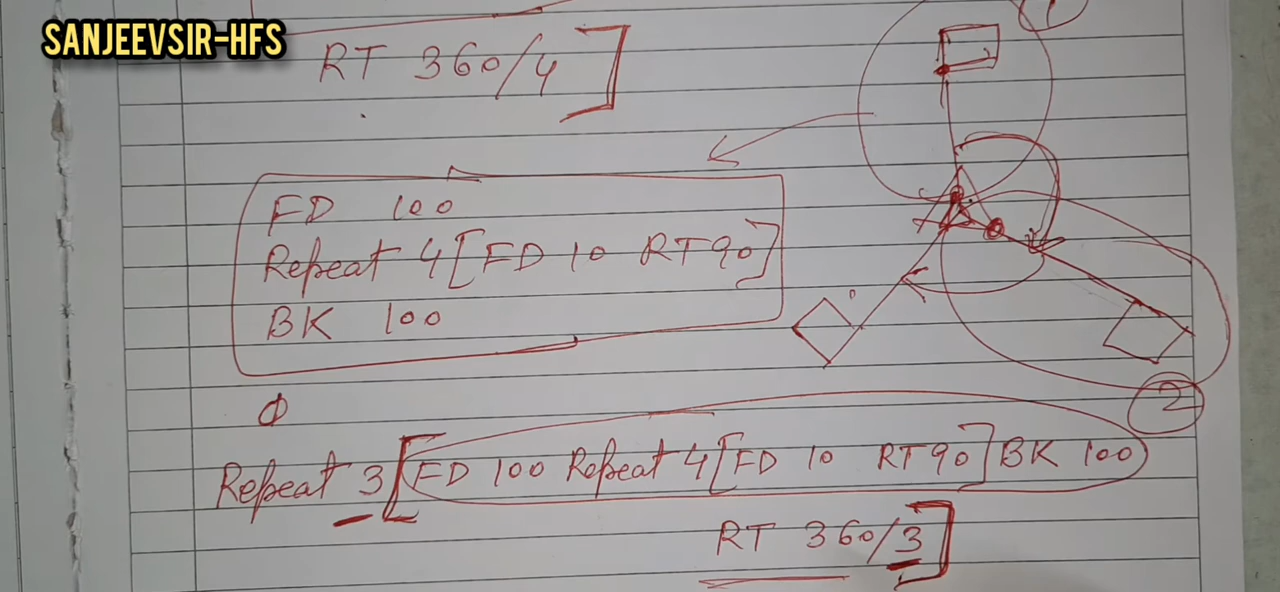 SANJEEVSIR-HFS
RT 360/4]
1
FD 100
Repeat 4[FD 10 RT90]
BK 100
2
Repeat 3[FD 100 Repeat 4[FD 10 RT90]BK 100
RT 360/3]